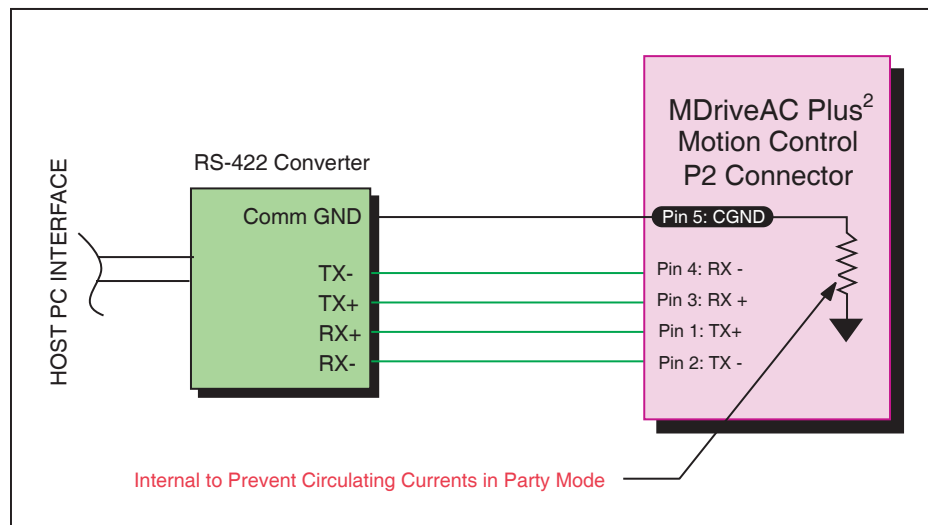 MDriveAC Plus2
Motion Control
P2 Connector
RS-422 Converter
HOST PC INTERFACE
Comm GND
Pin 5: CGND
TX-
Pin 4: RX -
TX+
Pin 3: RX +
RX+
Pin 1: TX+
RX-
Pin 2: TX -
Internal to Prevent Circulating Currents in Party Mode